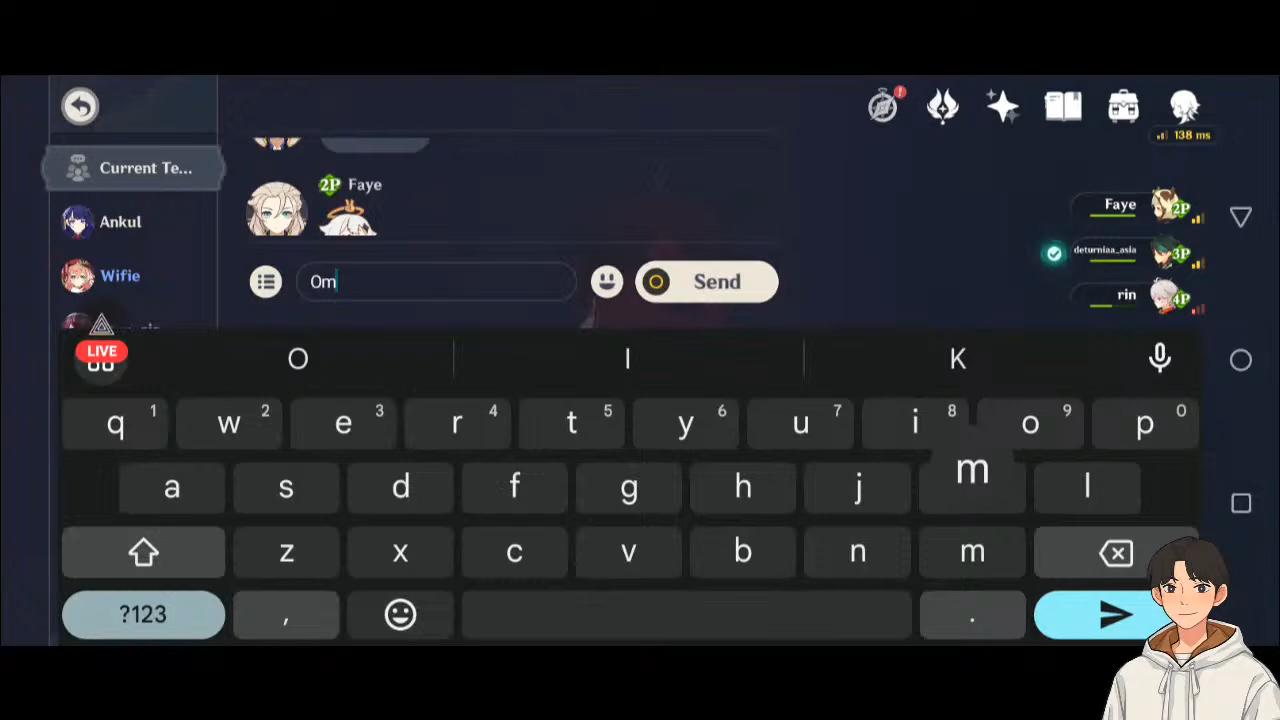 !
138 ms
Current Te...
2P Faye
Faye 2P
Ankul
deturniaa_asia 3P
Wifie
Om
Send
rin 4P
LIVE
O I K
q 1 w 2 e 3 r 4 t 5 y 6 u 7 i 8 o 9 p 0
a s d f g h j m l
z x c v b n m
?123 , .